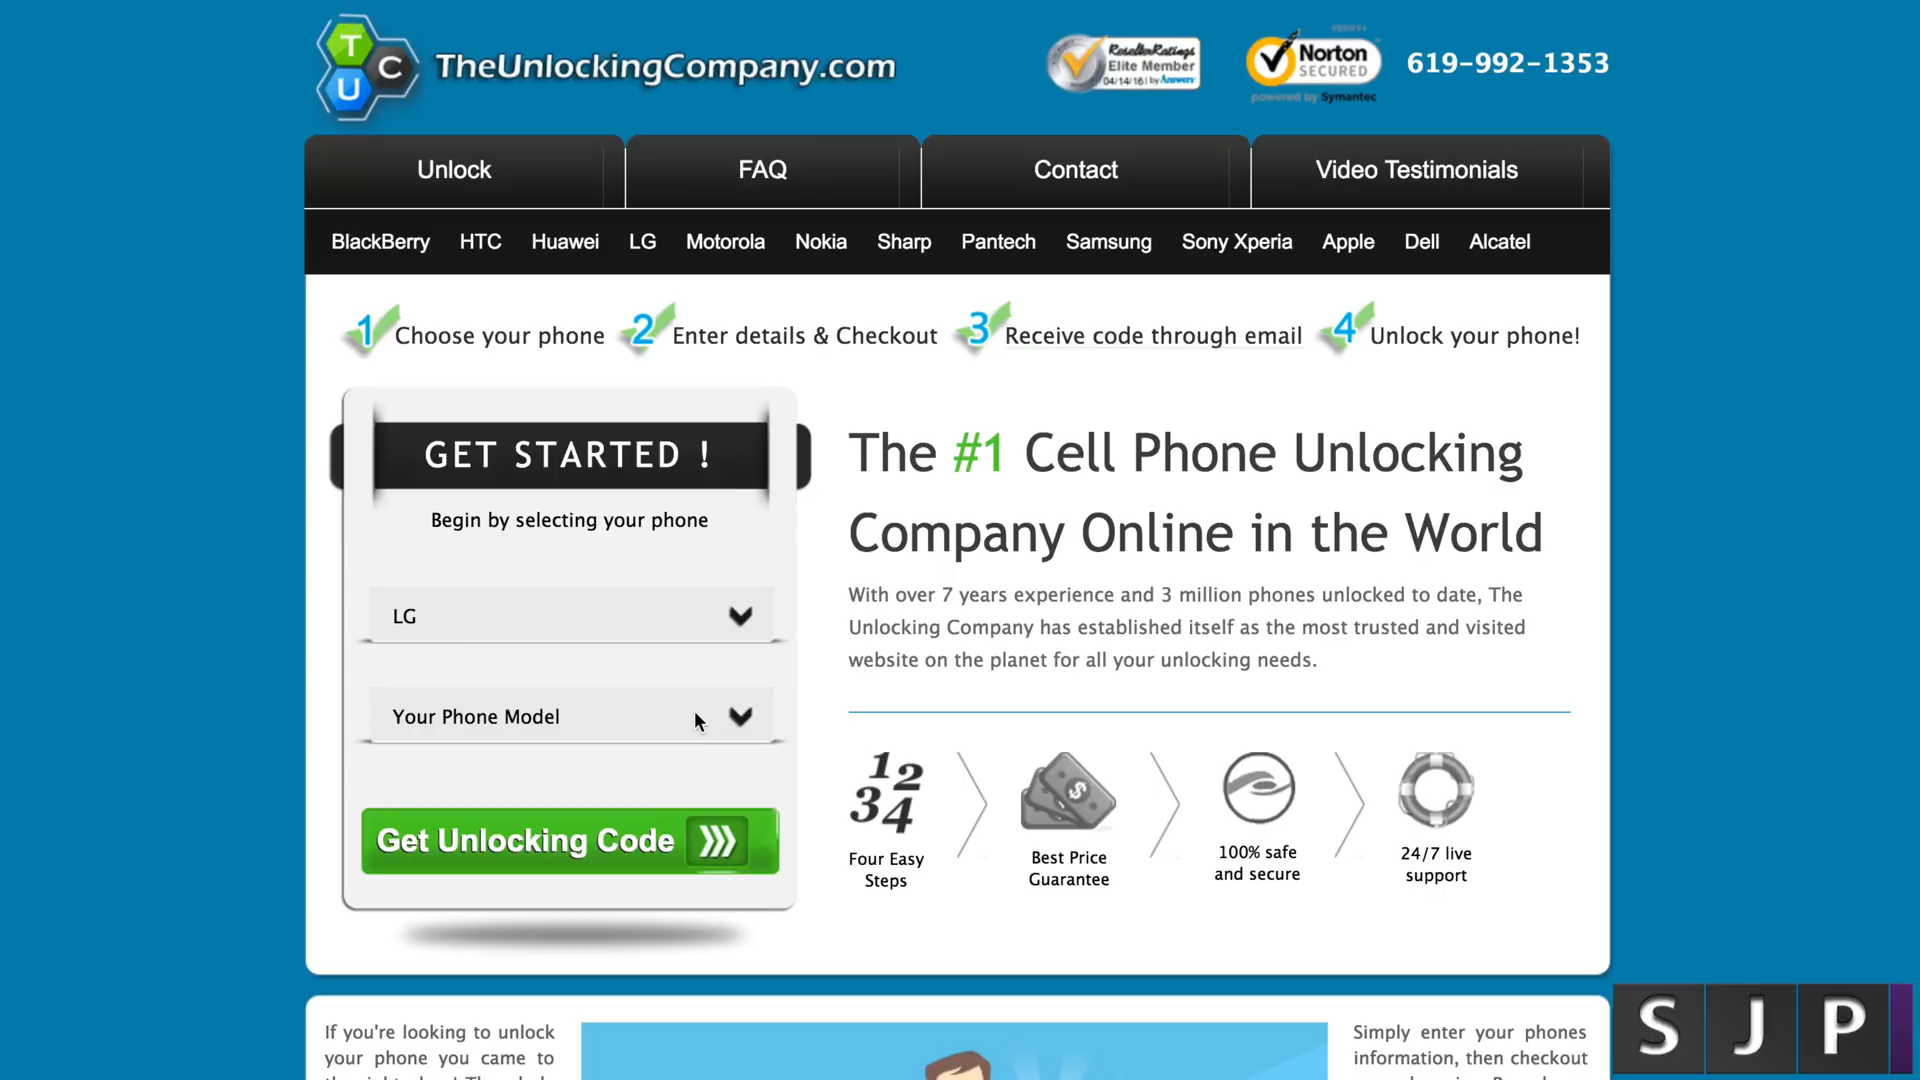 T
C
U
TheUnlockingCompany.com
ResellerRatings
Elite Member
04/14/16 | by Answers
Norton
SECURED
powered by Symantec
619-992-1353
Unlock
FAQ
Contact
Video Testimonials
BlackBerry
HTC
Huawei
LG
Motorola
Nokia
Sharp
Pantech
Samsung
Sony Xperia
Apple
Dell
Alcatel
1 Choose your phone
2 Enter details & Checkout
3 Receive code through email
4 Unlock your phone!
GET STARTED !
Begin by selecting your phone
LG
Your Phone Model
Get Unlocking Code
The #1 Cell Phone Unlocking
Company Online in the World
With over 7 years experience and 3 million phones unlocked to date, The
Unlocking Company has established itself as the most trusted and visited
website on the planet for all your unlocking needs.
1 2
3 4
Four Easy
Steps
$
Best Price
Guarantee
100% safe
and secure
24/7 live
support
If you're looking to unlock
your phone you came to
Simply enter your phones
information, then checkout
S J P